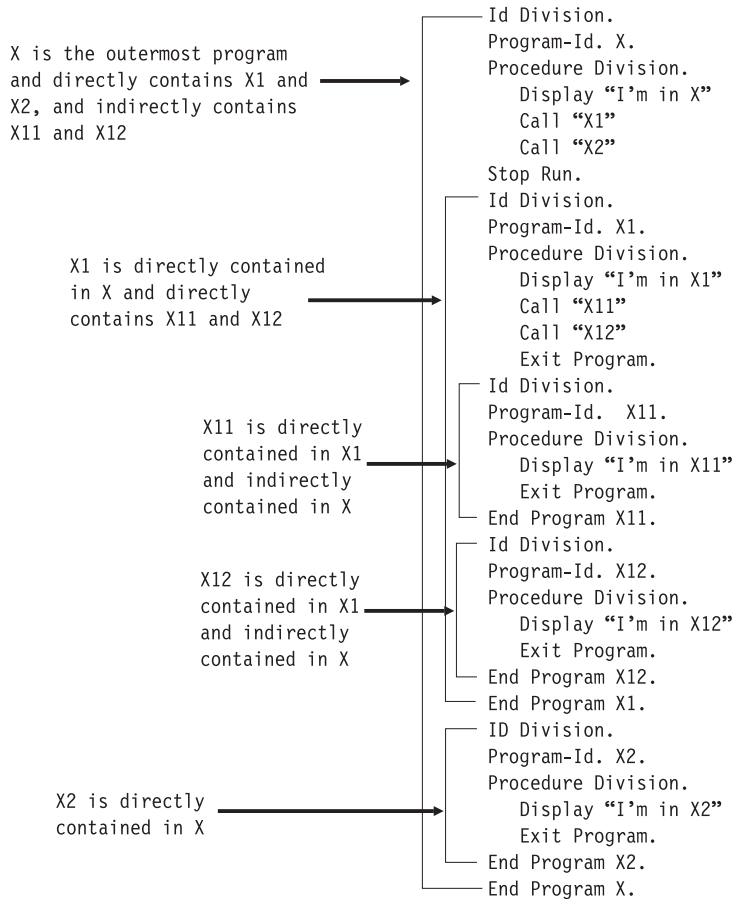 X is the outermost program
and directly contains X1 and
X2, and indirectly contains
X11 and X12
X1 is directly contained
in X and directly
contains X11 and X12
X11 is directly
contained in X1
and indirectly
contained in X
X12 is directly
contained in X1
and indirectly
contained in X
X2 is directly
contained in X
Id Division.
Program-Id. X.
Procedure Division.
Display “I’m in X”
Call “X1”
Call “X2”
Stop Run.
Id Division.
Program-Id. X1.
Procedure Division.
Display “I’m in X1”
Call “X11”
Call “X12”
Exit Program.
Id Division.
Program-Id. X11.
Procedure Division.
Display “I’m in X11”
Exit Program.
End Program X11.
Id Division.
Program-Id. X12.
Procedure Division.
Display “I’m in X12”
Exit Program.
End Program X12.
End Program X1.
ID Division.
Program-Id. X2.
Procedure Division.
Display “I’m in X2”
Exit Program.
End Program X2.
End Program X.